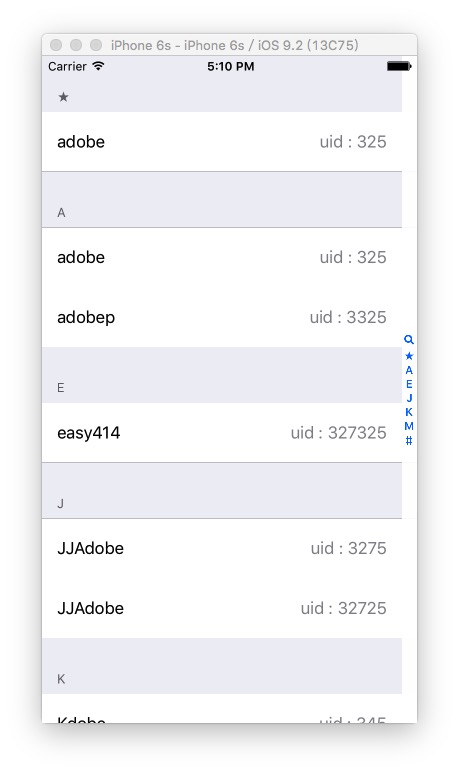 iPhone 6s - iPhone 6s / iOS 9.2 (13C75)
Carrier 5:10 PM
★
adobe uid : 325
A
adobe uid : 325
adobep uid : 3325
E
easy414 uid : 327325
J
JJAdobe uid : 3275
JJAdobe uid : 32725
K
Kdobe uid : 345
★
A
E
J
K
M
#